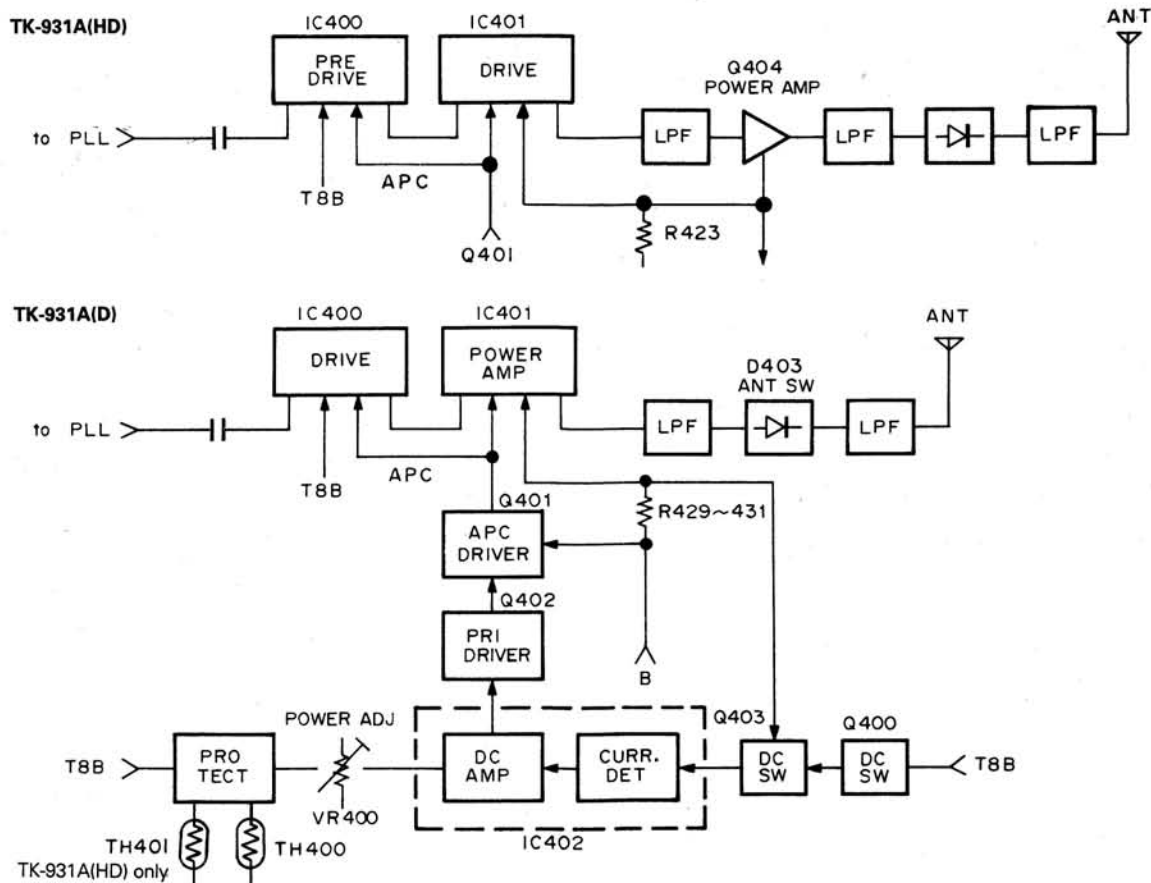 TK-931A(HD)
IC400
PRE
DRIVE
IC401
DRIVE
Q404
POWER AMP
ANT
to PLL
LPF
LPF
LPF
T8B
APC
Q401
R423
TK-931A(D)
IC400
DRIVE
IC401
POWER
AMP
ANT
D403
ANT SW
to PLL
LPF
LPF
T8B
APC
Q401
APC
DRIVER
R429~431
Q402
PRI
DRIVER
B
POWER ADJ
Q403
Q400
T8B
PRO
TECT
DC
AMP
CURR.
DET
DC
SW
DC
SW
T8B
VR400
IC402
TH401
TH400
TK-931A(HD) only